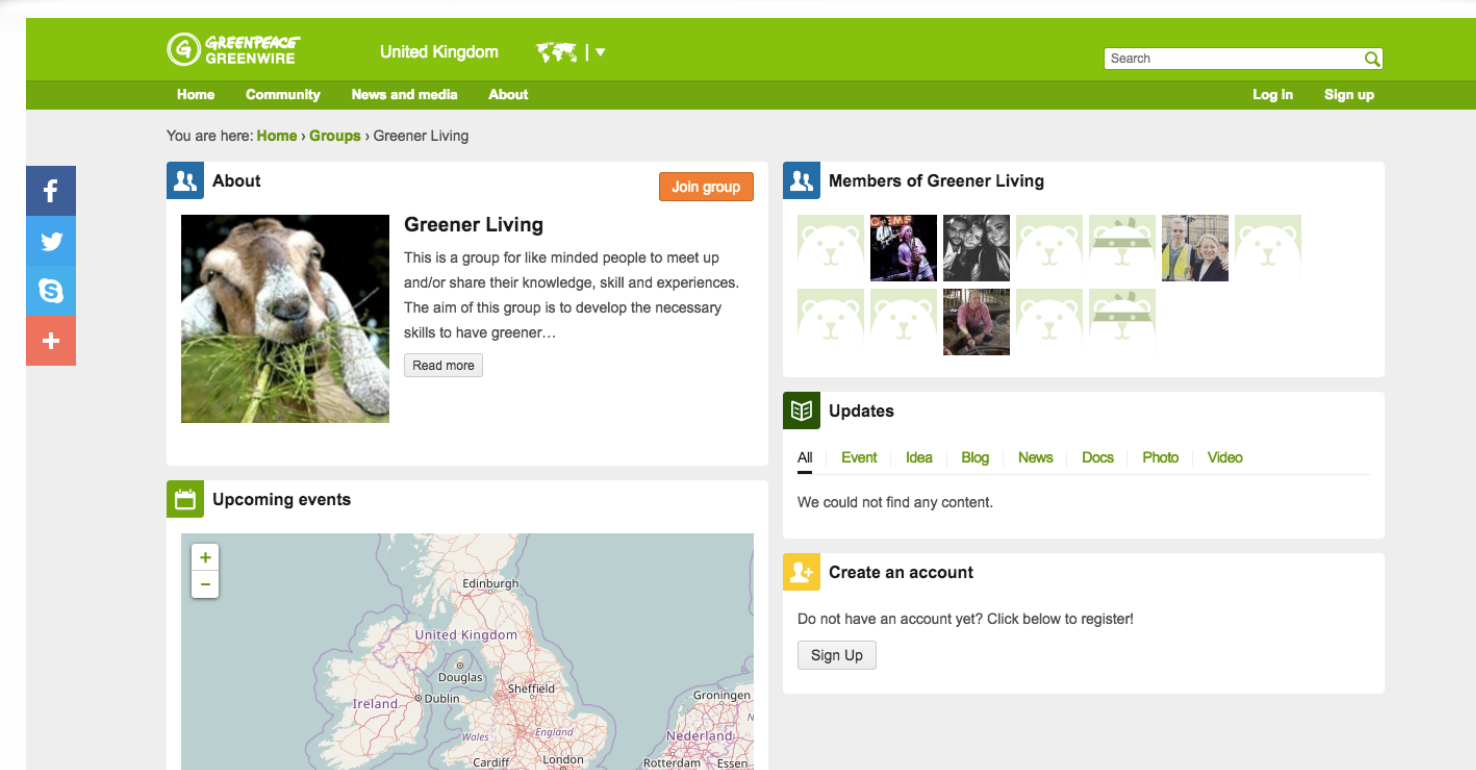 GREENPEACE
GREENWIRE
United Kingdom
Search
Home Community News and media About
Log in Sign up
You are here: Home › Groups › Greener Living
About
Join group
Greener Living
This is a group for like minded people to meet up
and/or share their knowledge, skill and experiences.
The aim of this group is to develop the necessary
skills to have greener…
Read more
Upcoming events
+
−
Edinburgh
United Kingdom
Douglas
Sheffield
Groningen
Ireland
Dublin
Wales
England
Nederland
Cardiff
London
Rotterdam
Essen
Members of Greener Living
Updates
All Event Idea Blog News Docs Photo Video
We could not find any content.
Create an account
Do not have an account yet? Click below to register!
Sign Up